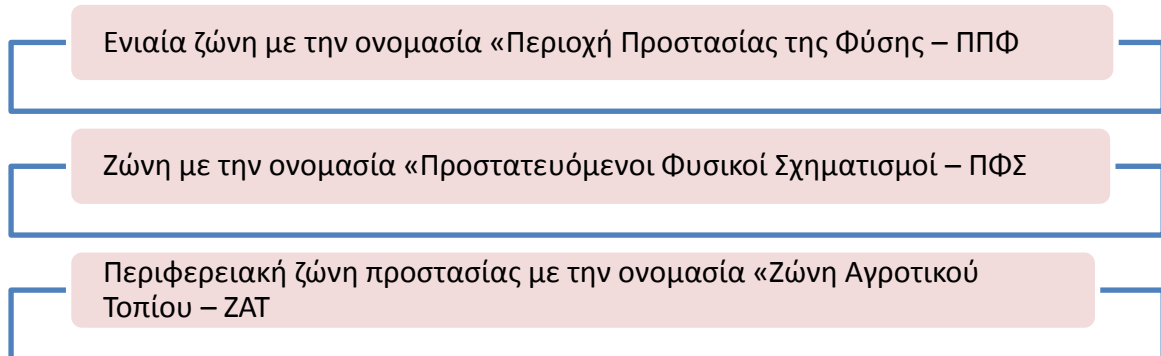 Ενιαία ζώνη με την ονομασία «Περιοχή Προστασίας της Φύσης – ΠΠΦ
Ζώνη με την ονομασία «Προστατευόμενοι Φυσικοί Σχηματισμοί – ΠΦΣ
Περιφερειακή ζώνη προστασίας με την ονομασία «Ζώνη Αγροτικού
Τοπίου – ΖΑΤ